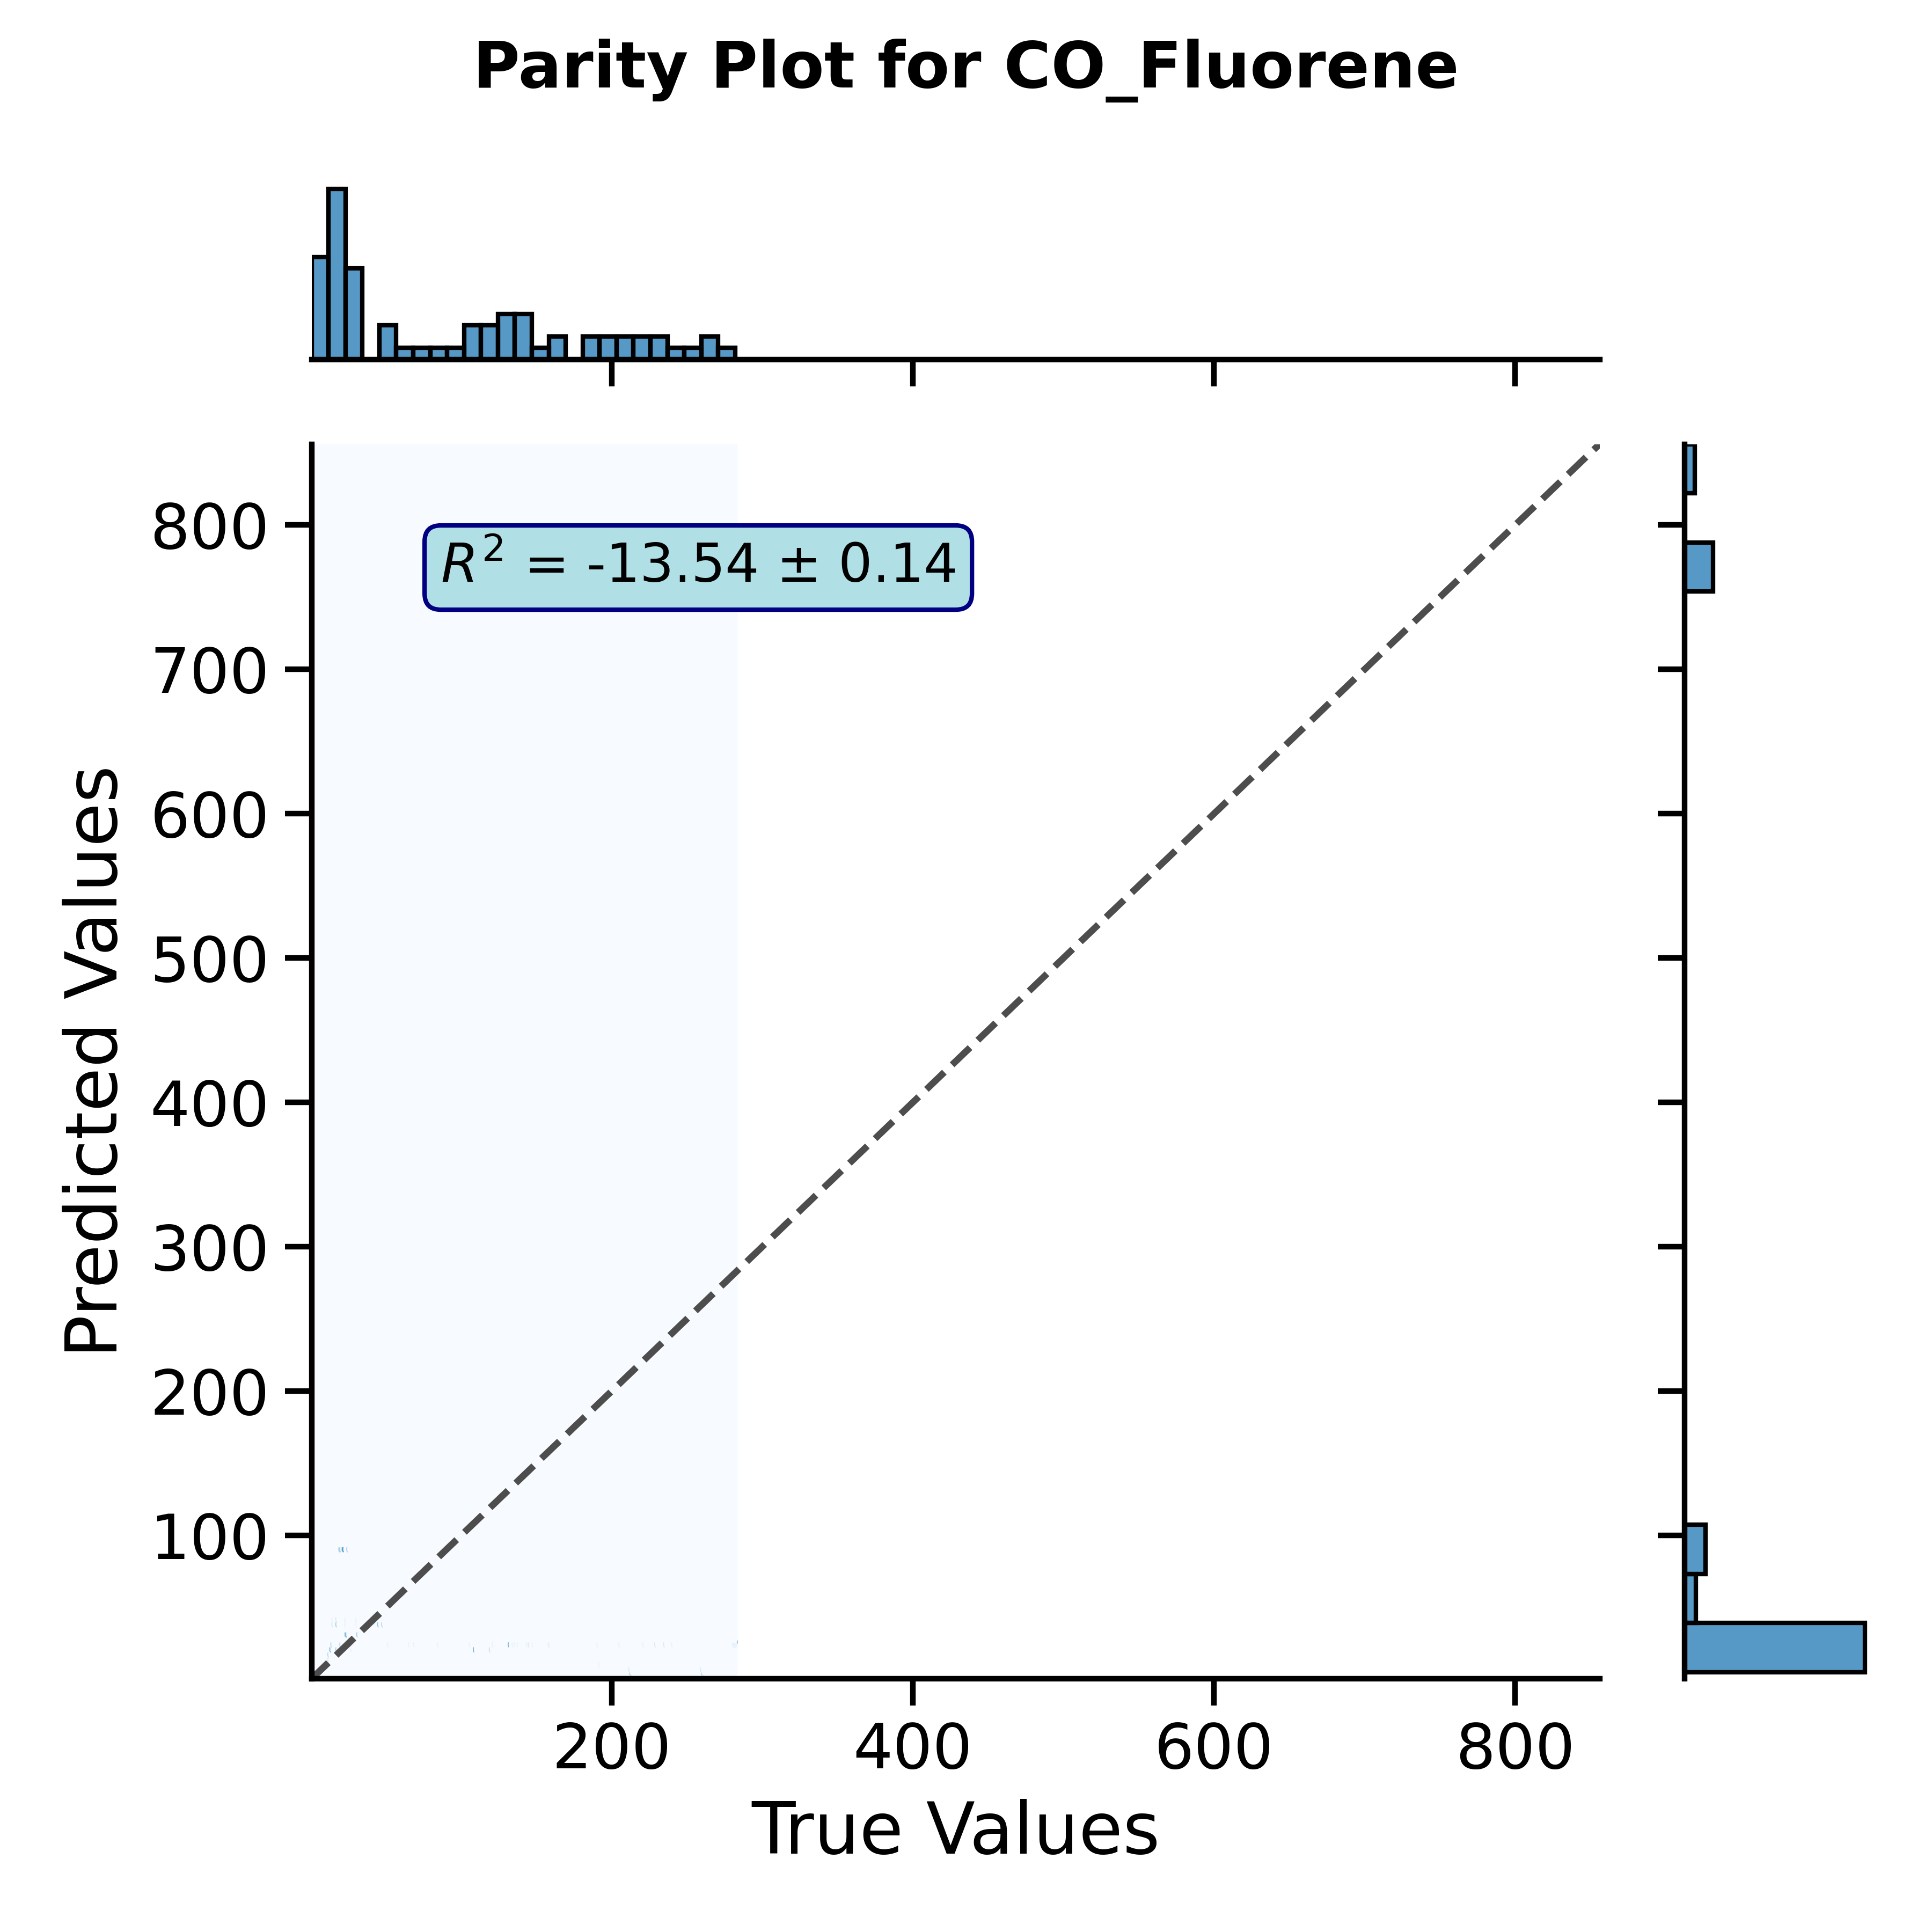 Parity Plot for CO_Fluorene
R² = -13.54 ± 0.14
800
700
600
500
400
300
200
100
Predicted Values
200 400 600 800
True Values